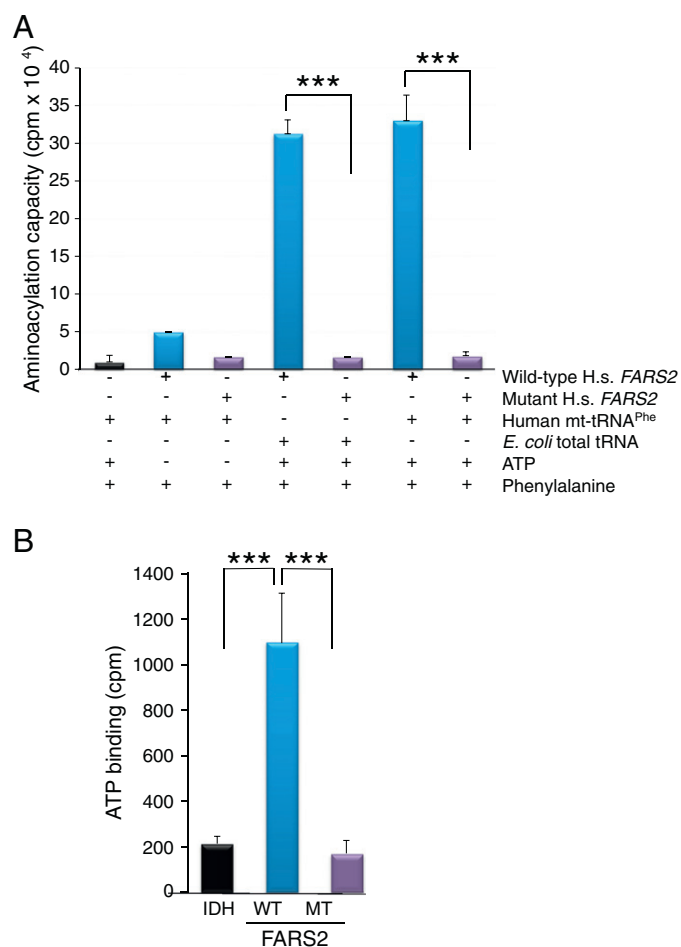 A
Aminoacylation capacity (cpm x 10 4)
40
35
30
25
20
15
10
5
0
***
***
- + - + - + - Wild-type H.s. FARS2
- - + - + - + Mutant H.s. FARS2
+ + + - - + + Human mt-tRNAPhe
- - - + + - - E. coli total tRNA
+ - - + + + + ATP
+ + + + + + + Phenylalanine
B
ATP binding (cpm)
*** ***
1400
1200
1000
800
600
400
200
0
IDH WT MT
FARS2